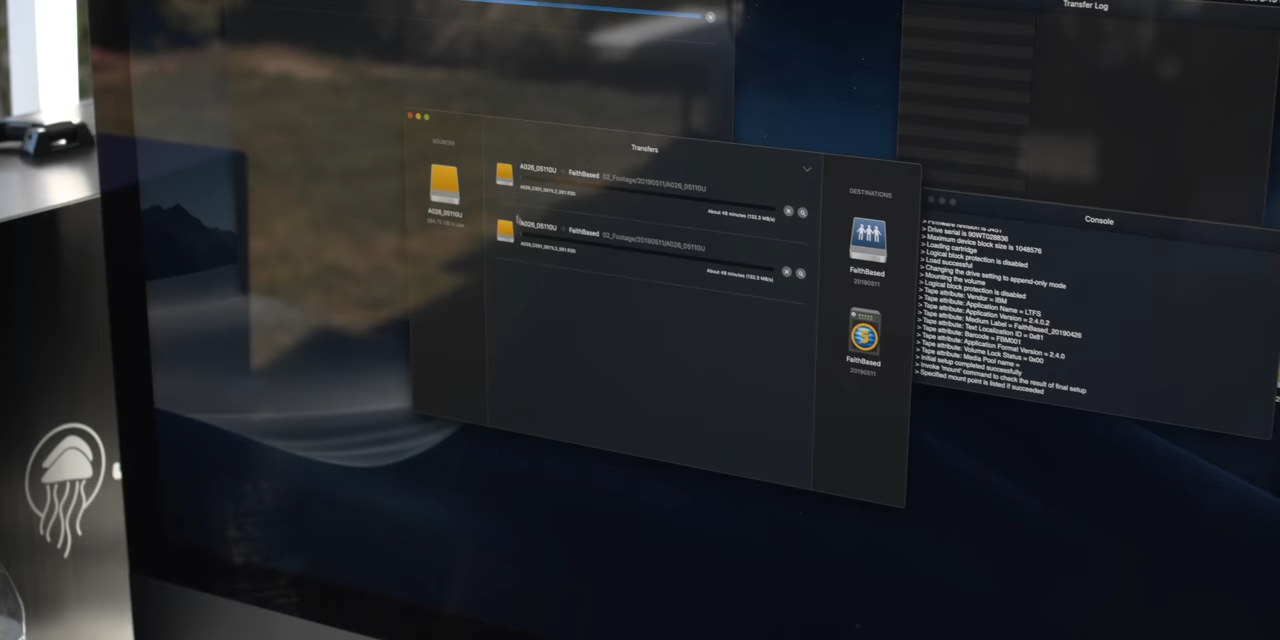 Transfer Log
Transfers
SOURCES
A026_0511OU
A026_0511OU
FaithBased 02_Footage/20190511/A026_0511OU
About 48 minutes (132.3 MB/s)
A026_0511OU
FaithBased 02_Footage/20190511/A026_0511OU
About 48 minutes (132.3 MB/s)
DESTINATIONS
FaithBased
20190511
FaithBased
20190511
Console
> Drive serial is 90WT028836
> Maximum device block size is 1048576
> Loading cartridge
> Logical block protection is disabled
> Load successful
> Changing the drive setting to append-only mode
> Mounting the volume
> Logical block protection is disabled
> Tape attribute: Vendor = IBM
> Tape attribute: Application Name = LTFS
> Tape attribute: Application Version = 2.4.0.2
> Tape attribute: Medium Label = FaithBased_20190426
> Tape attribute: Text Localization ID = 0x81
> Tape attribute: Barcode = FBM001
> Tape attribute: Application Format Version = 2.4.0
> Tape attribute: Volume Lock Status = 0x00
> Tape attribute: Media Pool name =
> Initial setup completed successfully
> Invoke 'mount' command to check the result of final setup
> Specified mount point is listed if succeeded